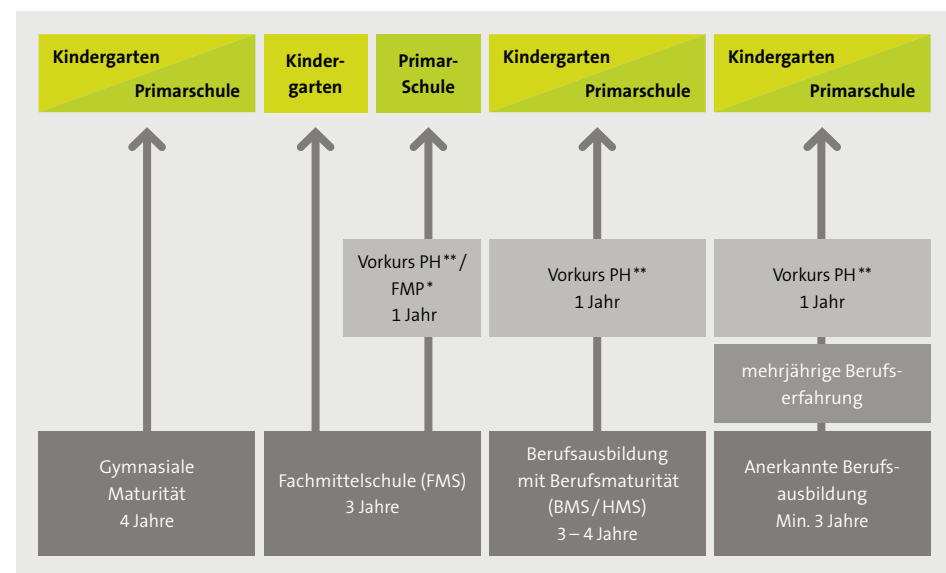 Kindergarten
Primarschule
Kinder-
garten
Primar-
Schule
Kindergarten
Primarschule
Kindergarten
Primarschule
Vorkurs PH**/
FMP*
1 Jahr
Vorkurs PH**
1 Jahr
Vorkurs PH**
1 Jahr
mehrjährige Berufs-
erfahrung
Gymnasiale
Maturität
4 Jahre
Fachmittelschule (FMS)
3 Jahre
Berufsausbildung
mit Berufsmaturität
(BMS/HMS)
3–4 Jahre
Anerkannte Berufs-
ausbildung
Min. 3 Jahre